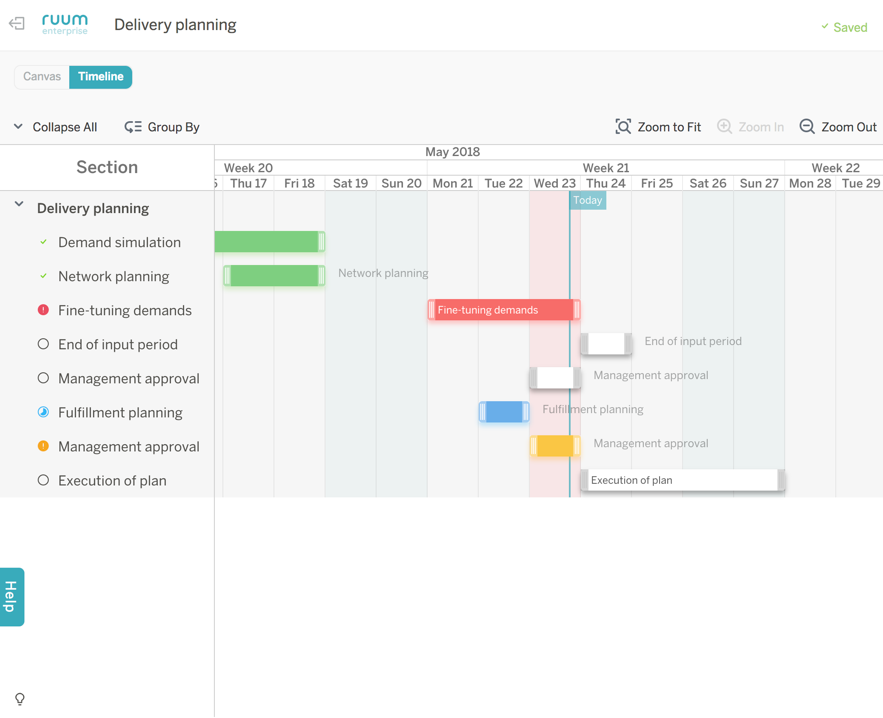 ruum
enterprise
Delivery planning
Saved
Canvas
Timeline
Collapse All
Group By
Zoom to Fit
Zoom In
Zoom Out
Section
May 2018
Week 20
Week 21
Week 22
Thu 17
Fri 18
Sat 19
Sun 20
Mon 21
Tue 22
Wed 23
Thu 24
Fri 25
Sat 26
Sun 27
Mon 28
Tue 29
Today
Delivery planning
Demand simulation
Network planning
Network planning
Fine-tuning demands
Fine-tuning demands
End of input period
End of input period
Management approval
Management approval
Fulfillment planning
Fulfillment planning
Management approval
Management approval
Execution of plan
Execution of plan
Help